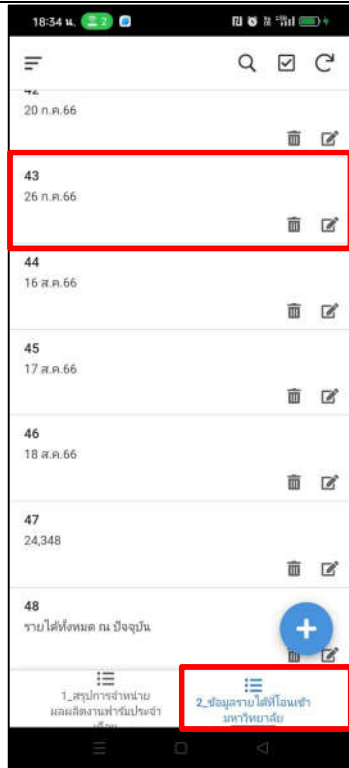 18:34 น. 2
42
20 ก.ค.66
43
26 ก.ค.66
44
16 ส.ค.66
45
17 ส.ค.66
46
18 ส.ค.66
47
24,348
48
รายได้ทั้งหมด ณ ปัจจุบัน
1_สรุปการจำหน่าย
ผลผลิตงานฟาร์มประจำ
เดือน
2_ข้อมูลรายได้ที่โอนเข้า
มหาวิทยาลัย